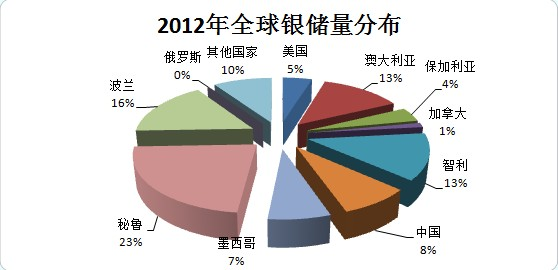 2012年全球银储量分布
美国
5%
澳大利亚
13%
保加利亚
4%
加拿大
1%
智利
13%
中国
8%
墨西哥
7%
秘鲁
23%
波兰
16%
俄罗斯
0%
其他国家
10%